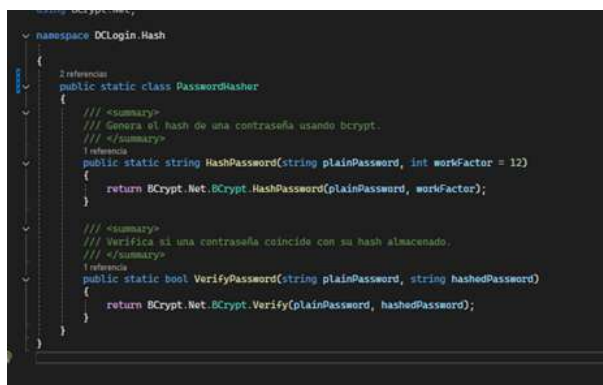 using BCrypt.Net;
namespace DCLogin.Hash
{
2 referencias
public static class PasswordHasher
{
/// <summary>
/// Genera el hash de una contraseña usando bcrypt.
/// </summary>
1 referencia
public static string HashPassword(string plainPassword, int workFactor = 12)
{
return BCrypt.Net.BCrypt.HashPassword(plainPassword, workFactor);
}
/// <summary>
/// Verifica si una contraseña coincide con su hash almacenado.
/// </summary>
1 referencia
public static bool VerifyPassword(string plainPassword, string hashedPassword)
{
return BCrypt.Net.BCrypt.Verify(plainPassword, hashedPassword);
}
}
}